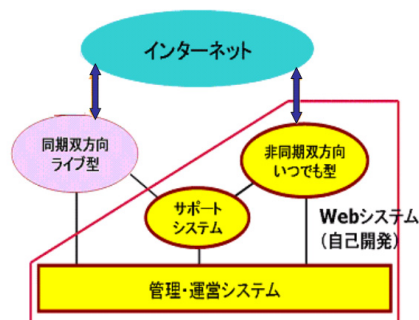 インターネット
同期双方向
ライブ型
非同期双方向
いつでも型
サポート
システム
Webシステム
(自己開発)
管理・運営システム